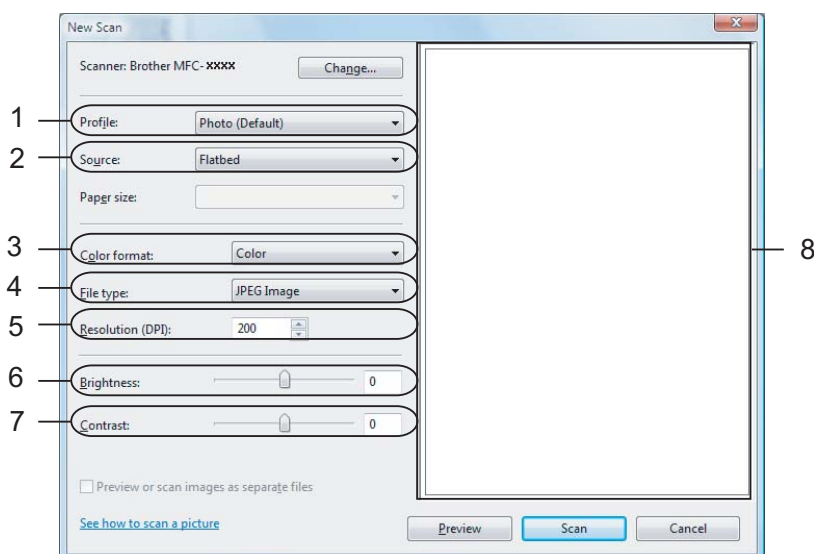 New Scan
Scanner: Brother MFC-XXXX Change...
1 Profile: Photo (Default)
2 Source: Flatbed
Paper size:
3 Color format: Color
8
4 File type: JPEG Image
5 Resolution (DPI): 200
6 Brightness: 0
7 Contrast: 0
Preview or scan images as separate files
See how to scan a picture Preview Scan Cancel